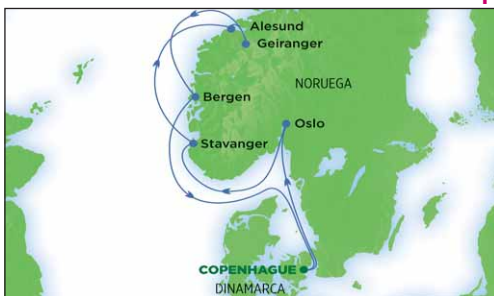 Alesund
Geiranger
NORUEGA
Bergen
Oslo
Stavanger
COPENHAGUE
DINAMARCA